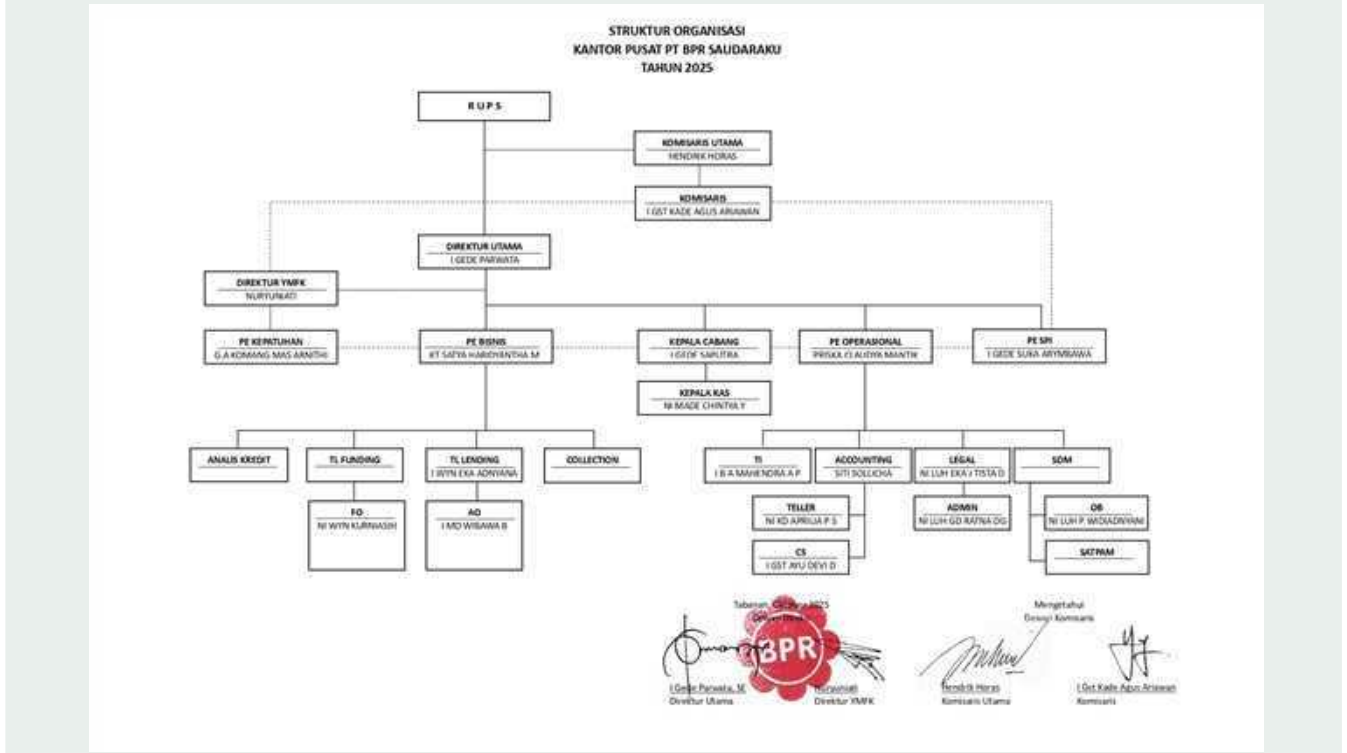 STRUKTUR ORGANISASI
KANTOR PUSAT PT BPR SAUDARAKU
TAHUN 2025
R U P S
KOMISARIS UTAMA
HENDRIK HORAS
KOMISARIS
I GST KADE AGUS ARIAWAN
DIREKTUR UTAMA
I GEDE PARWATA
DIREKTUR YMFK
NURYUNIATI
PE KEPATUHAN
G.A KOMANG MAS ARNITHI
PE BISNIS
KT SATYA HARIDYANTHA M
KEPALA CABANG
I GEDE SAPUTRA
PE OPERASIONAL
PRISKA CLAUDYA MANTIK
PE SPI
I GEDE SUKA ARYMBAWA
KEPALA KAS
NI MADE CHINTYA Y
ANALIS KREDIT
TL FUNDING
TL LENDING
I WYN EKA ADNYANA
COLLECTION
TI
I B A MAHENDRA A P
ACCOUNTING
SITI SOLLICHA
LEGAL
NI LUH EKA TISTA D
SDM
FO
NI WYN KURNIASIH
AO
I MD WIBAWA B
TELLER
NI KD APRILIA P S
ADMIN
NI LUH GD RATNA DG
OB
NI LUH P WIDIADNYANI
CS
I GST AYU DEVI D
SATPAM
Tabanan, 2025
Mengetahui
Dewan Komisaris
BPR
I Gede Parwata, SE
Nuryuniati
Hendrik Horas
I Gst Kade Agus Ariawan
Direktur Utama
Direktur YMFK
Komisaris Utama
Komisaris